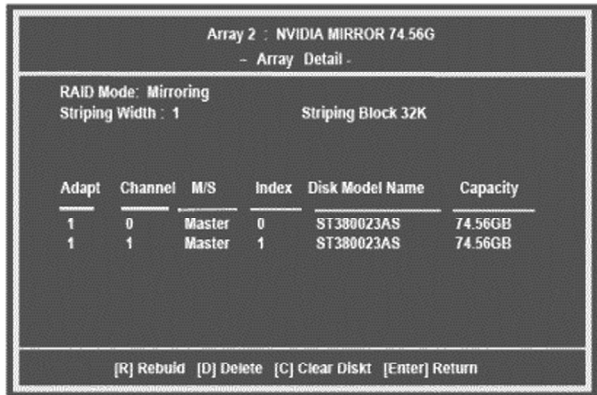 Array 2 : NVIDIA MIRROR 74.56G
- Array Detail -
RAID Mode: Mirroring
Striping Width : 1 Striping Block 32K
Adapt Channel M/S Index Disk Model Name Capacity
1 0 Master 0 ST380023AS 74.56GB
1 1 Master 1 ST380023AS 74.56GB
[R] Rebuid [D] Delete [C] Clear Diskt [Enter] Return